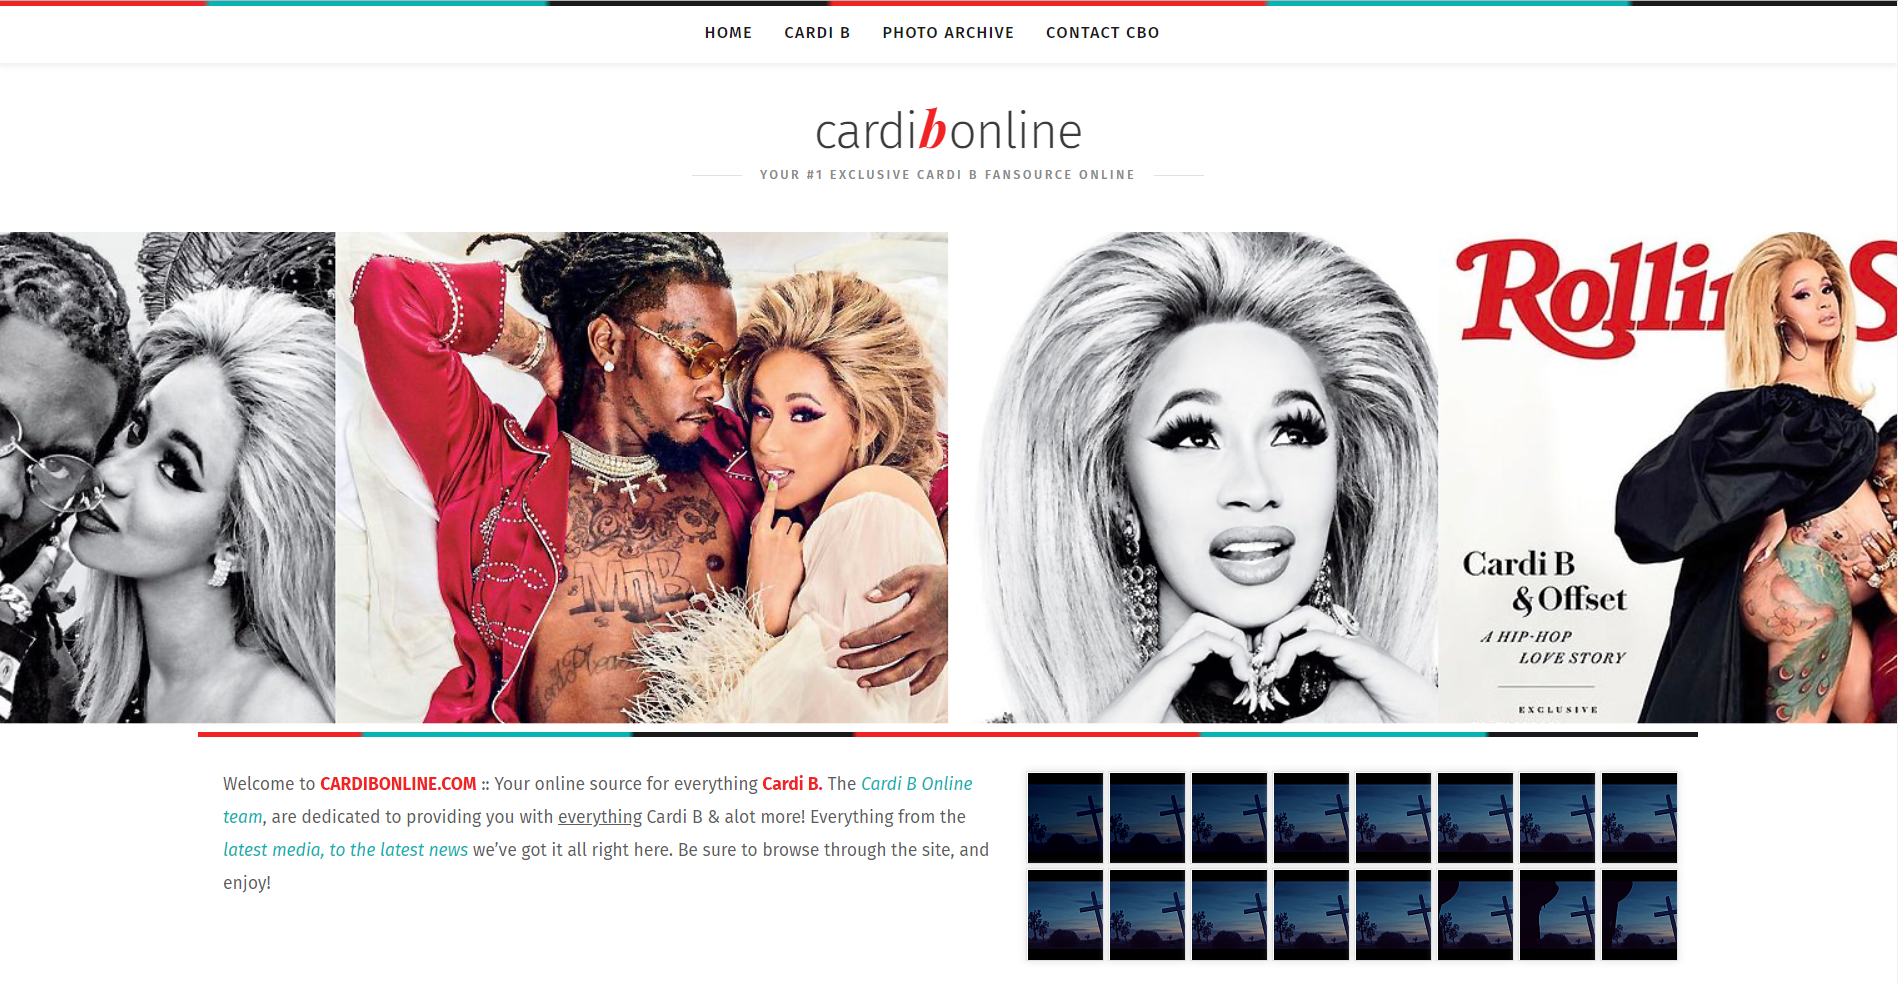 HOME CARDI B PHOTO ARCHIVE CONTACT CBO
cardibonline
YOUR #1 EXCLUSIVE CARDI B FANSOURCE ONLINE
Rollin S
Cardi B
& Offset
A HIP-HOP
LOVE STORY
EXCLUSIVE
MnB
Welcome to CARDIBONLINE.COM :: Your online source for everything Cardi B. The Cardi B Online
team, are dedicated to providing you with everything Cardi B & alot more! Everything from the
latest media, to the latest news we’ve got it all right here. Be sure to browse through the site, and
enjoy!